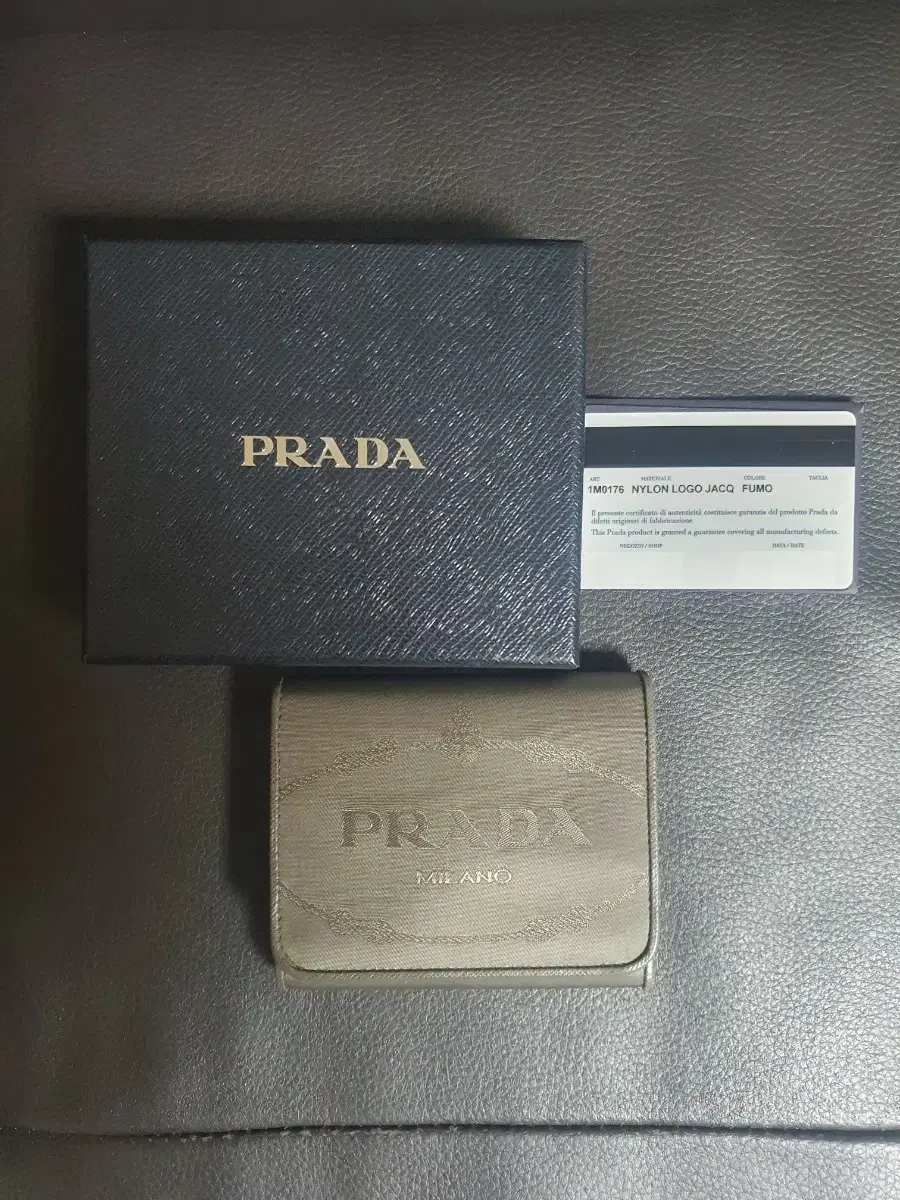 PRADA
ART. MATERIALE COLORE TAGLIA
1M0176 NYLON LOGO JACQ FUMO
Il presente certificato di autenticità costituisce garanzia del prodotto Prada da
difetti originari di fabbricazione.
This Prada product is granted a guarantee covering all manufacturing defects.
NEGOZIO / SHOP DATA / DATE
PRADA
MILANO